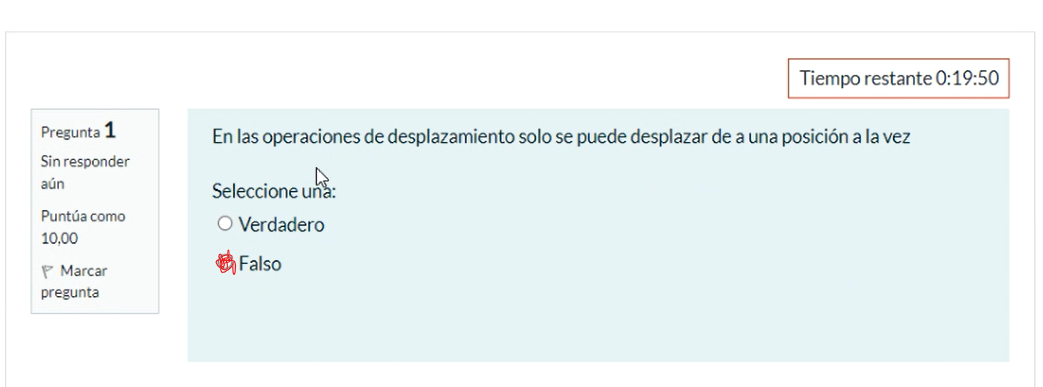 Tiempo restante 0:19:50
Pregunta 1
Sin responder
aún
Puntúa como
10,00
Marcar
pregunta
En las operaciones de desplazamiento solo se puede desplazar de a una posición a la vez
Seleccione una:
Verdadero
Falso